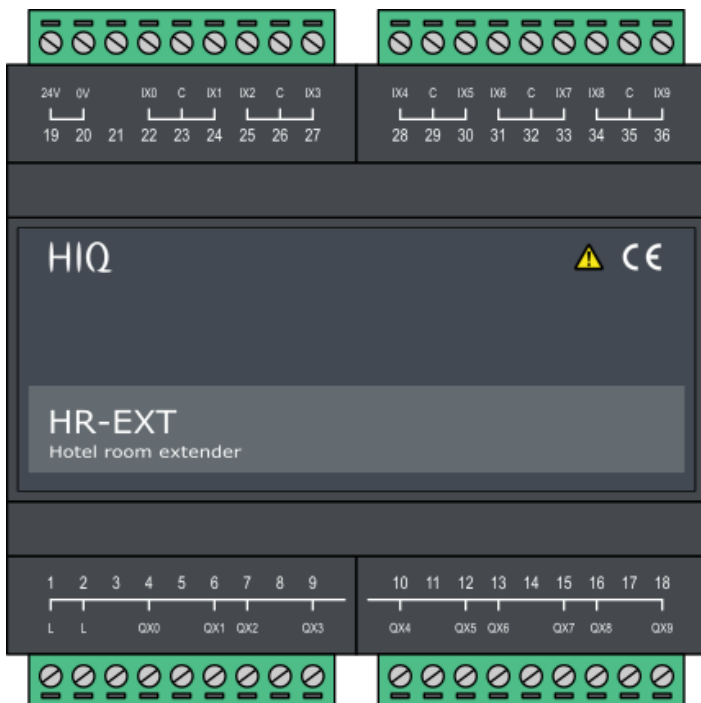 24V 0V IX0 C IX1 IX2 C IX3 IX4 C IX5 IX6 C IX7 IX8 C IX9
19 20 21 22 23 24 25 26 27 28 29 30 31 32 33 34 35 36
HIQ
CE
HR-EXT
Hotel room extender
1 2 3 4 5 6 7 8 9 10 11 12 13 14 15 16 17 18
L L QX0 QX1 QX2 QX3 QX4 QX5 QX6 QX7 QX8 QX9